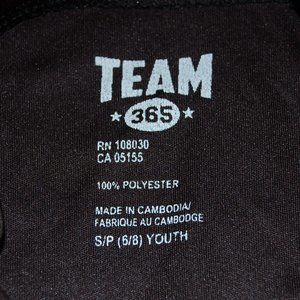 TEAM
365
RN 108030
CA 05155
100% POLYESTER
MADE IN CAMBODIA/
FABRIQUE AU CAMBODGE
S/P (6/8) YOUTH